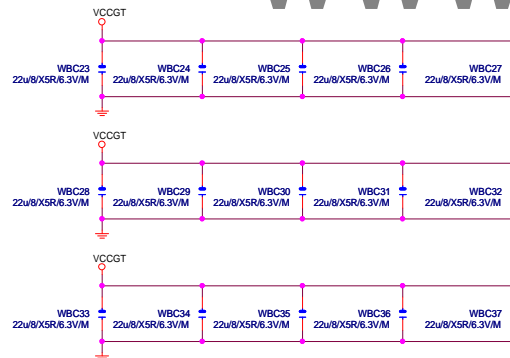 VCCGT
WBC23 WBC24 WBC25 WBC26 WBC27
22u/8/X5R/6.3V/M 22u/8/X5R/6.3V/M 22u/8/X5R/6.3V/M 22u/8/X5R/6.3V/M 22u/8/X5R/6.3V/M
VCCGT
WBC28 WBC29 WBC30 WBC31 WBC32
22u/8/X5R/6.3V/M 22u/8/X5R/6.3V/M 22u/8/X5R/6.3V/M 22u/8/X5R/6.3V/M 22u/8/X5R/6.3V/M
VCCGT
WBC33 WBC34 WBC35 WBC36 WBC37
22u/8/X5R/6.3V/M 22u/8/X5R/6.3V/M 22u/8/X5R/6.3V/M 22u/8/X5R/6.3V/M 22u/8/X5R/6.3V/M